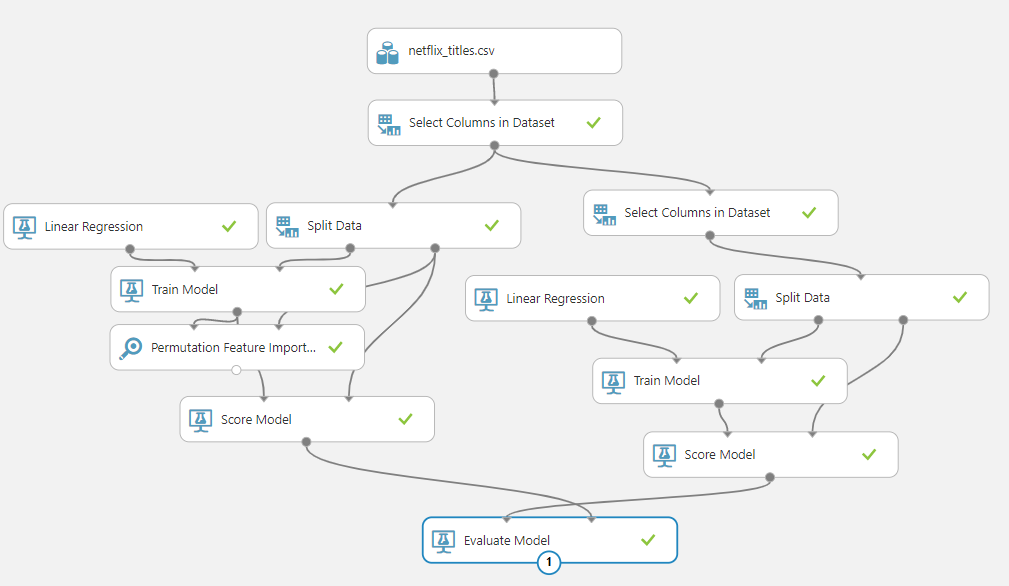 netflix_titles.csv
Select Columns in Dataset
Linear Regression
Split Data
Select Columns in Dataset
Train Model
Linear Regression
Split Data
Permutation Feature Import...
Train Model
Score Model
Score Model
Evaluate Model
1